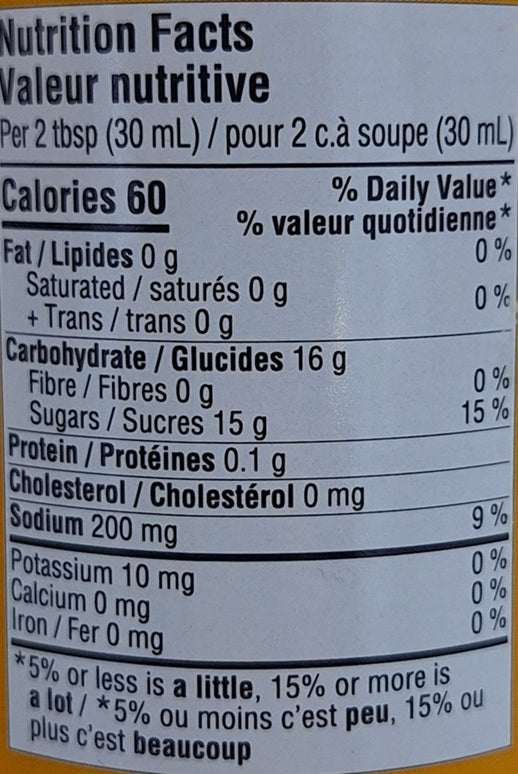 Nutrition Facts
Valeur nutritive
Per 2 tbsp (30 mL) / pour 2 c.à soupe (30 mL)
Calories 60
% Daily Value*
% valeur quotidienne*
Fat / Lipides 0 g 0 %
Saturated / saturés 0 g
+ Trans / trans 0 g 0 %
Carbohydrate / Glucides 16 g
Fibre / Fibres 0 g 0 %
Sugars / Sucres 15 g 15 %
Protein / Protéines 0.1 g
Cholesterol / Cholestérol 0 mg
Sodium 200 mg 9 %
Potassium 10 mg 0 %
Calcium 0 mg 0 %
Iron / Fer 0 mg 0 %
*5% or less is a little, 15% or more is
a lot / *5% ou moins c'est peu, 15% ou
plus c'est beaucoup